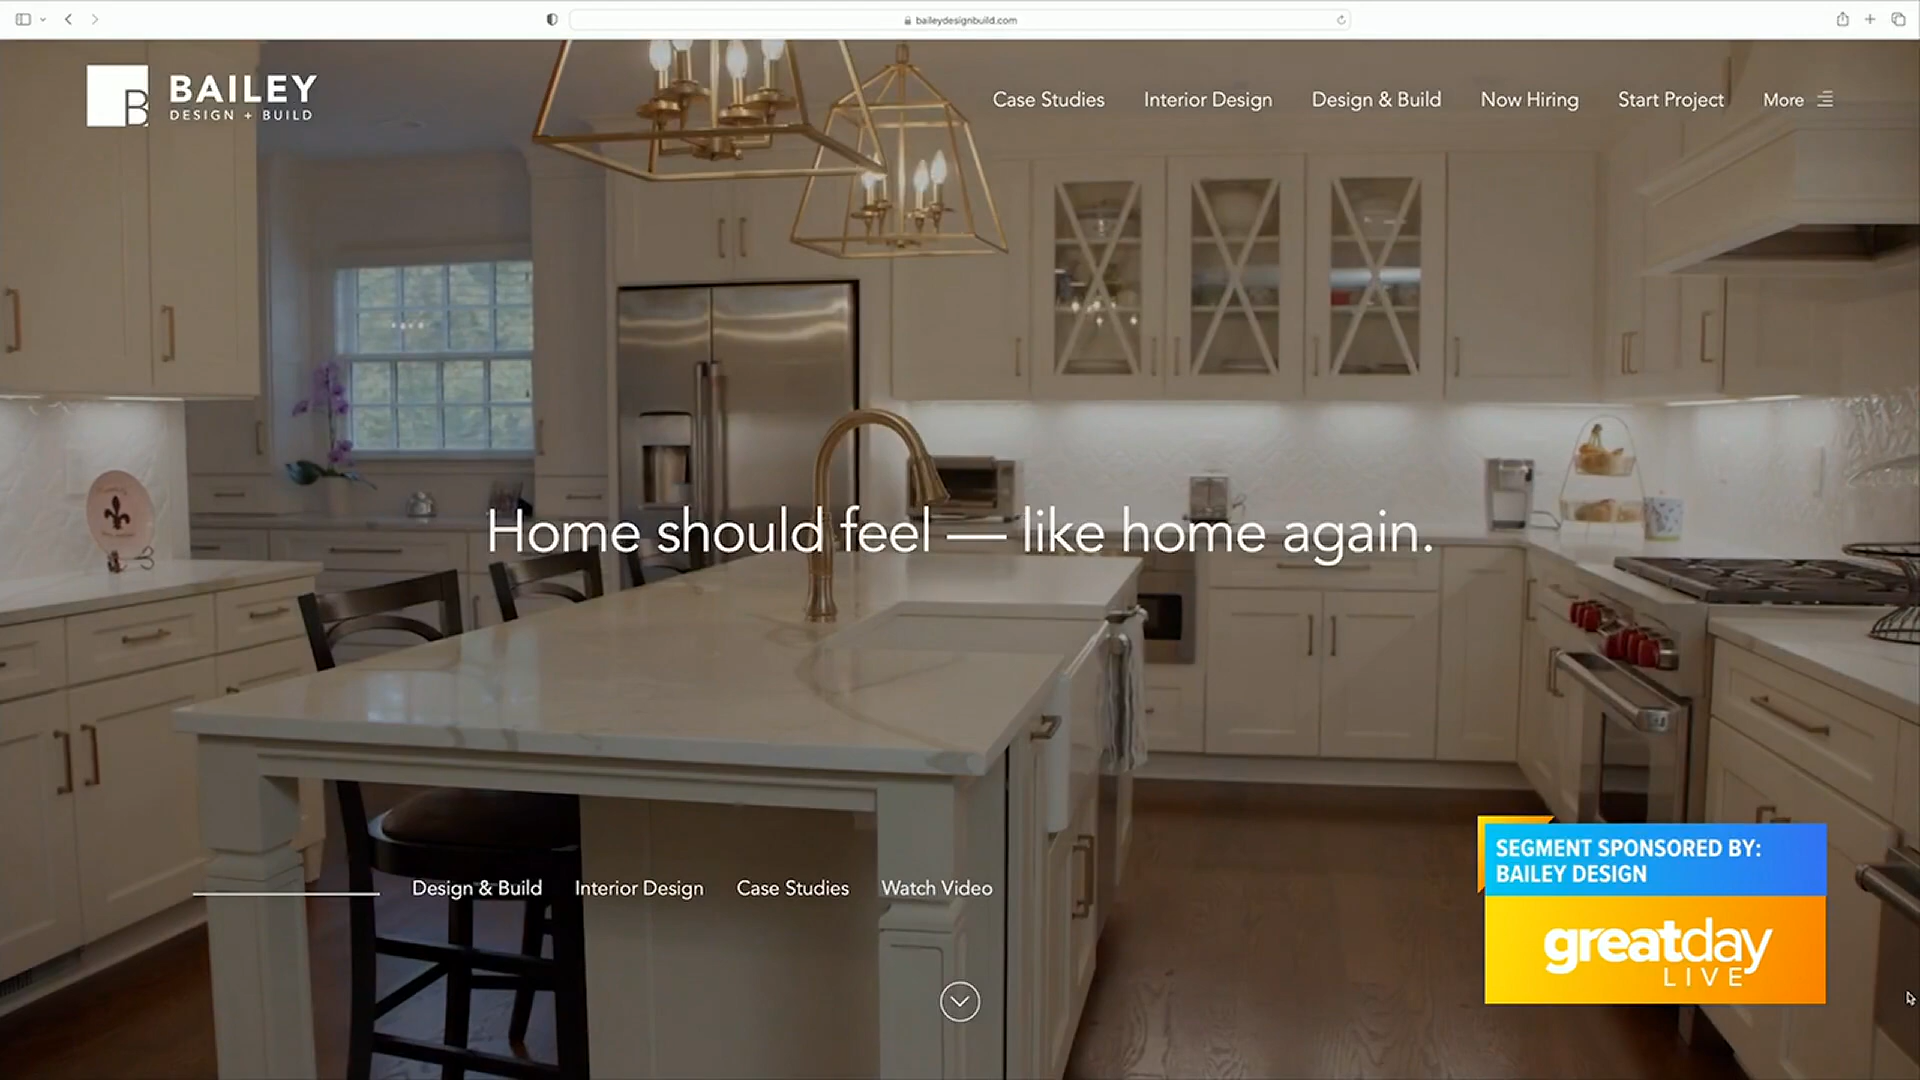 baileydesignbuild.com
B
BAILEY
DESIGN + BUILD
Case Studies
Interior Design
Design & Build
Now Hiring
Start Project
More
Home should feel — like home again.
Design & Build
Interior Design
Case Studies
Watch Video
SEGMENT SPONSORED BY:
BAILEY DESIGN
greatday
LIVE